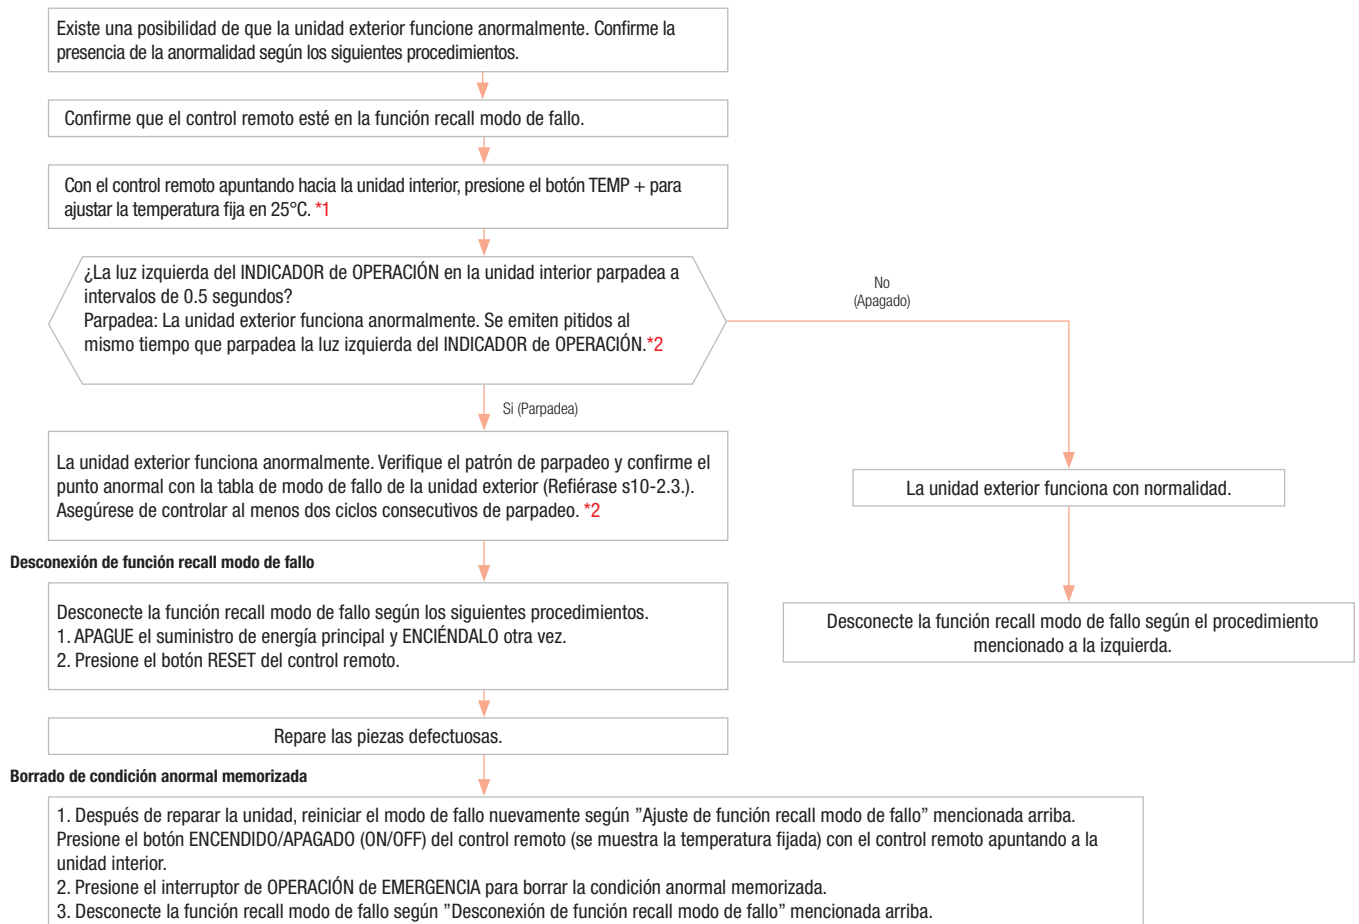 Existe una posibilidad de que la unidad exterior funcione anormalmente. Confirme la
presencia de la anormalidad según los siguientes procedimientos.
Confirme que el control remoto esté en la función recall modo de fallo.
Con el control remoto apuntando hacia la unidad interior, presione el botón TEMP + para
ajustar la temperatura fija en 25°C. *1
¿La luz izquierda del INDICADOR de OPERACIÓN en la unidad interior parpadea a
intervalos de 0.5 segundos?
Parpadea: La unidad exterior funciona anormalmente. Se emiten pitidos al
mismo tiempo que parpadea la luz izquierda del INDICADOR de OPERACIÓN.*2
No
(Apagado)
Si (Parpadea)
La unidad exterior funciona anormalmente. Verifique el patrón de parpadeo y confirme el
punto anormal con la tabla de modo de fallo de la unidad exterior (Refiérase s10-2.3.).
Asegúrese de controlar al menos dos ciclos consecutivos de parpadeo. *2
La unidad exterior funciona con normalidad.
Desconexión de función recall modo de fallo
Desconecte la función recall modo de fallo según los siguientes procedimientos.
1. APAGUE el suministro de energía principal y ENCIÉNDALO otra vez.
2. Presione el botón RESET del control remoto.
Desconecte la función recall modo de fallo según el procedimiento
mencionado a la izquierda.
Repare las piezas defectuosas.
Borrado de condición anormal memorizada
1. Después de reparar la unidad, reiniciar el modo de fallo nuevamente según ”Ajuste de función recall modo de fallo” mencionada arriba.
Presione el botón ENCENDIDO/APAGADO (ON/OFF) del control remoto (se muestra la temperatura fijada) con el control remoto apuntando a la
unidad interior.
2. Presione el interruptor de OPERACIÓN de EMERGENCIA para borrar la condición anormal memorizada.
3. Desconecte la función recall modo de fallo según ”Desconexión de función recall modo de fallo” mencionada arriba.